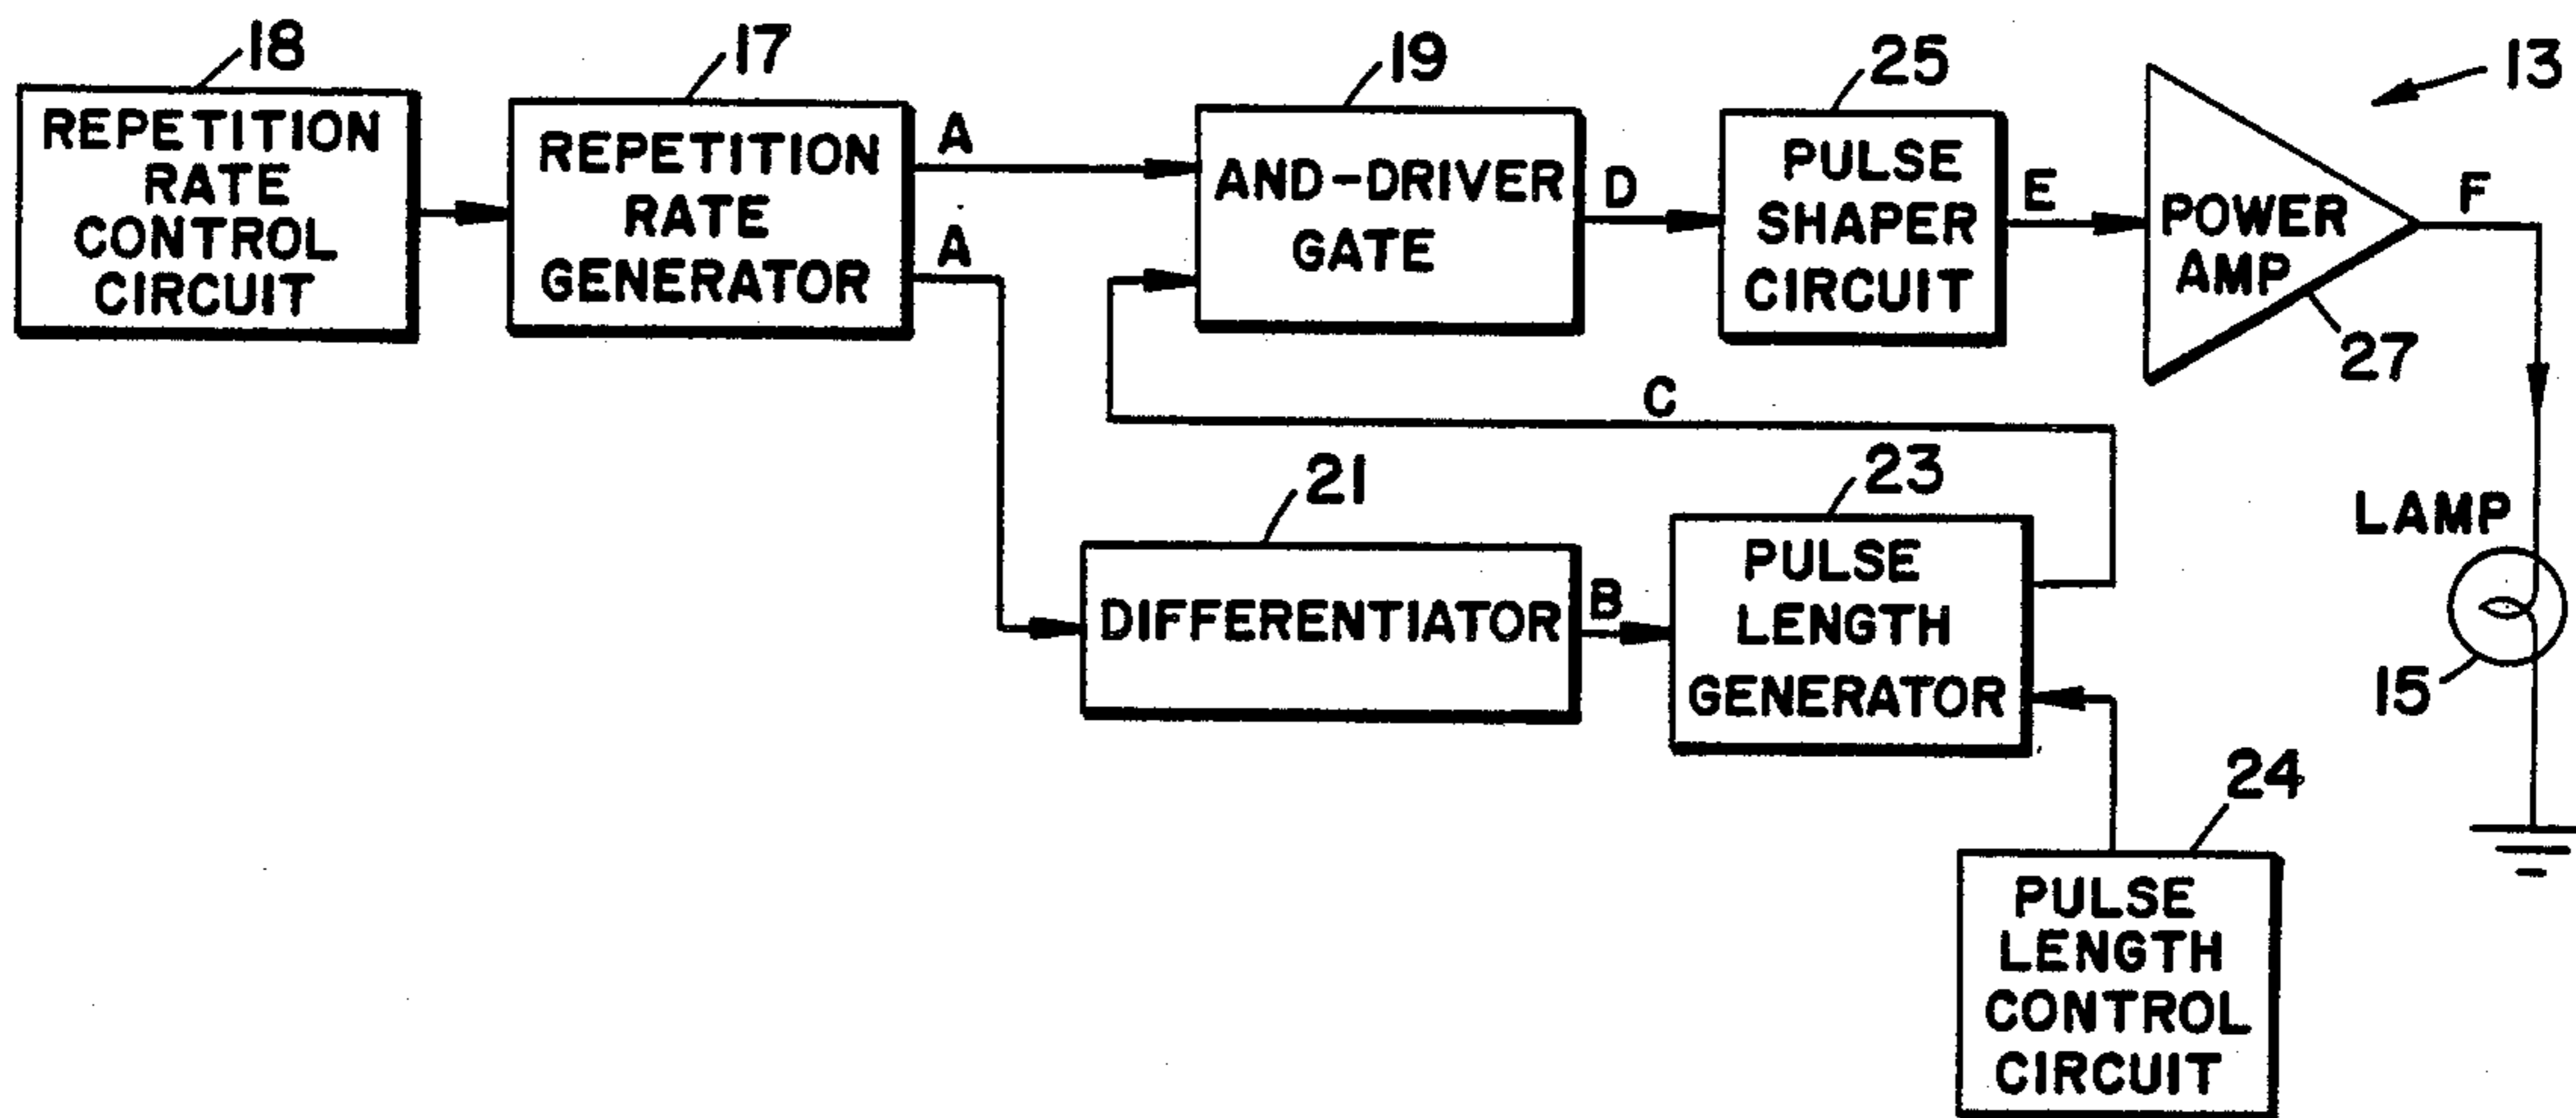 18
REPETITION
RATE
CONTROL
CIRCUIT
17
REPETITION
RATE
GENERATOR
A
A
19
AND-DRIVER
GATE
D
25
PULSE
SHAPER
CIRCUIT
E
13
POWER
AMP
27
F
C
21
DIFFERENTIATOR
B
23
PULSE
LENGTH
GENERATOR
LAMP
15
24
PULSE
LENGTH
CONTROL
CIRCUIT